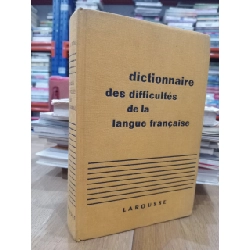 dictionnaire
des difficultés
de la
langue française
LAROUSSE